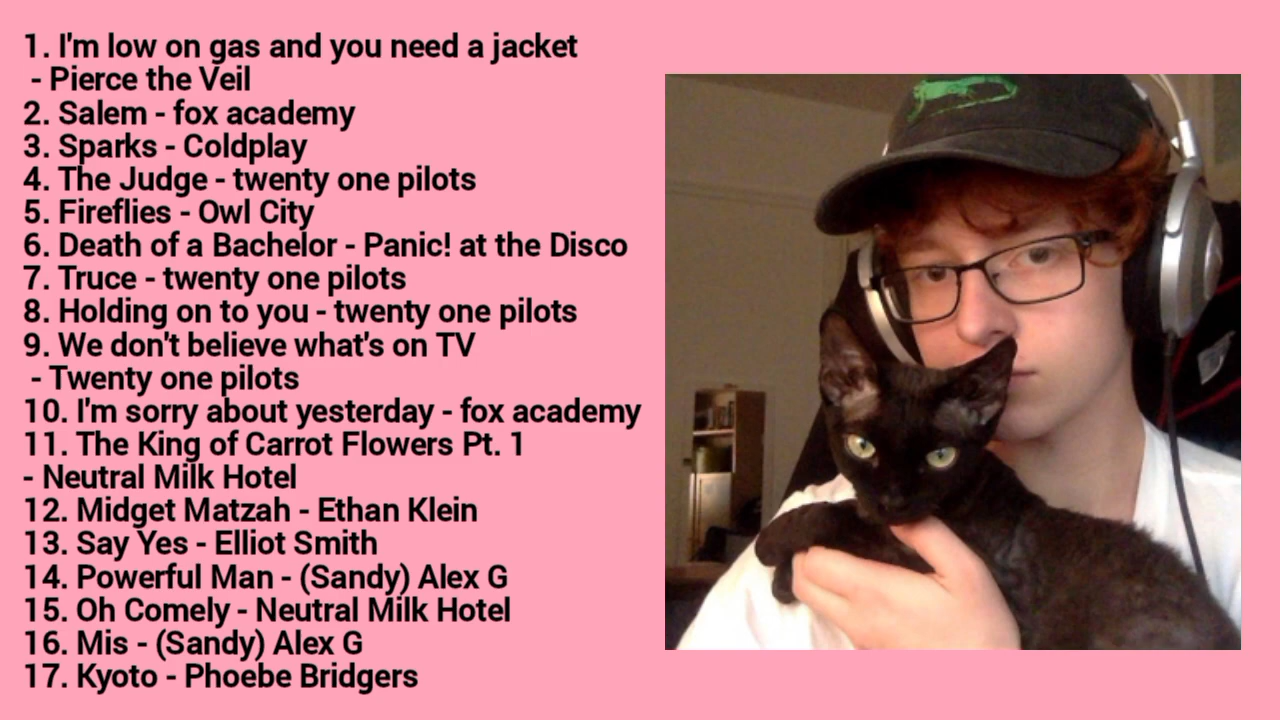 1. I'm low on gas and you need a jacket
- Pierce the Veil
2. Salem - fox academy
3. Sparks - Coldplay
4. The Judge - twenty one pilots
5. Fireflies - Owl City
6. Death of a Bachelor - Panic! at the Disco
7. Truce - twenty one pilots
8. Holding on to you - twenty one pilots
9. We don't believe what's on TV
- Twenty one pilots
10. I'm sorry about yesterday - fox academy
11. The King of Carrot Flowers Pt. 1
- Neutral Milk Hotel
12. Midget Matzah - Ethan Klein
13. Say Yes - Elliot Smith
14. Powerful Man - (Sandy) Alex G
15. Oh Comely - Neutral Milk Hotel
16. Mis - (Sandy) Alex G
17. Kyoto - Phoebe Bridgers